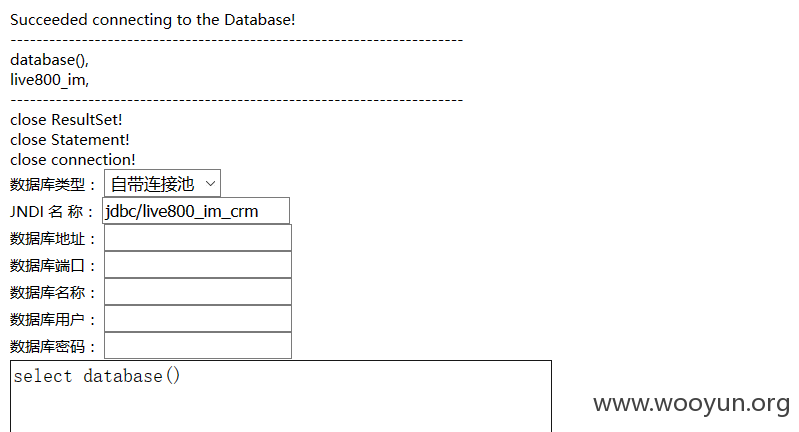 Succeeded connecting to the Database!
----------------------------------------------------------------------
database(),
live800_im,
----------------------------------------------------------------------
close ResultSet!
close Statement!
close connection!
数据库类型： 自带连接池
JNDI 名 称： jdbc/live800_im_crm
数据库地址：
数据库端口：
数据库名称：
数据库用户：
数据库密码：
select database()
www.wooyun.org